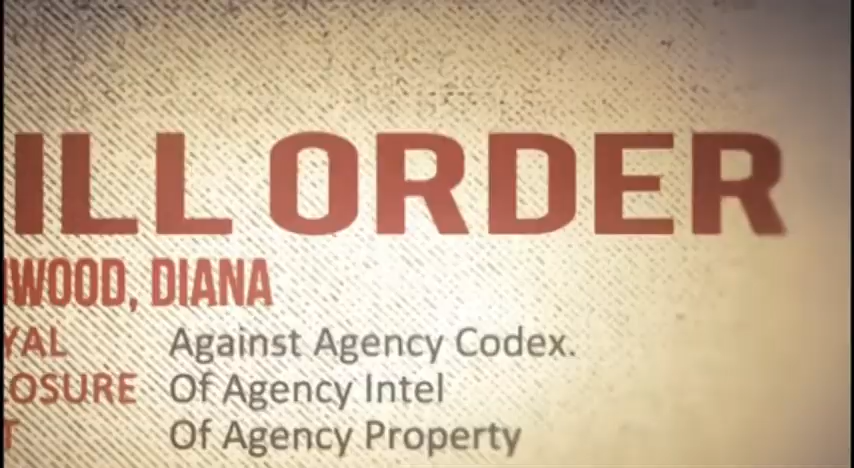 ILL ORDER
WOOD, DIANA
YAL Against Agency Codex.
OSURE Of Agency Intel
T Of Agency Property